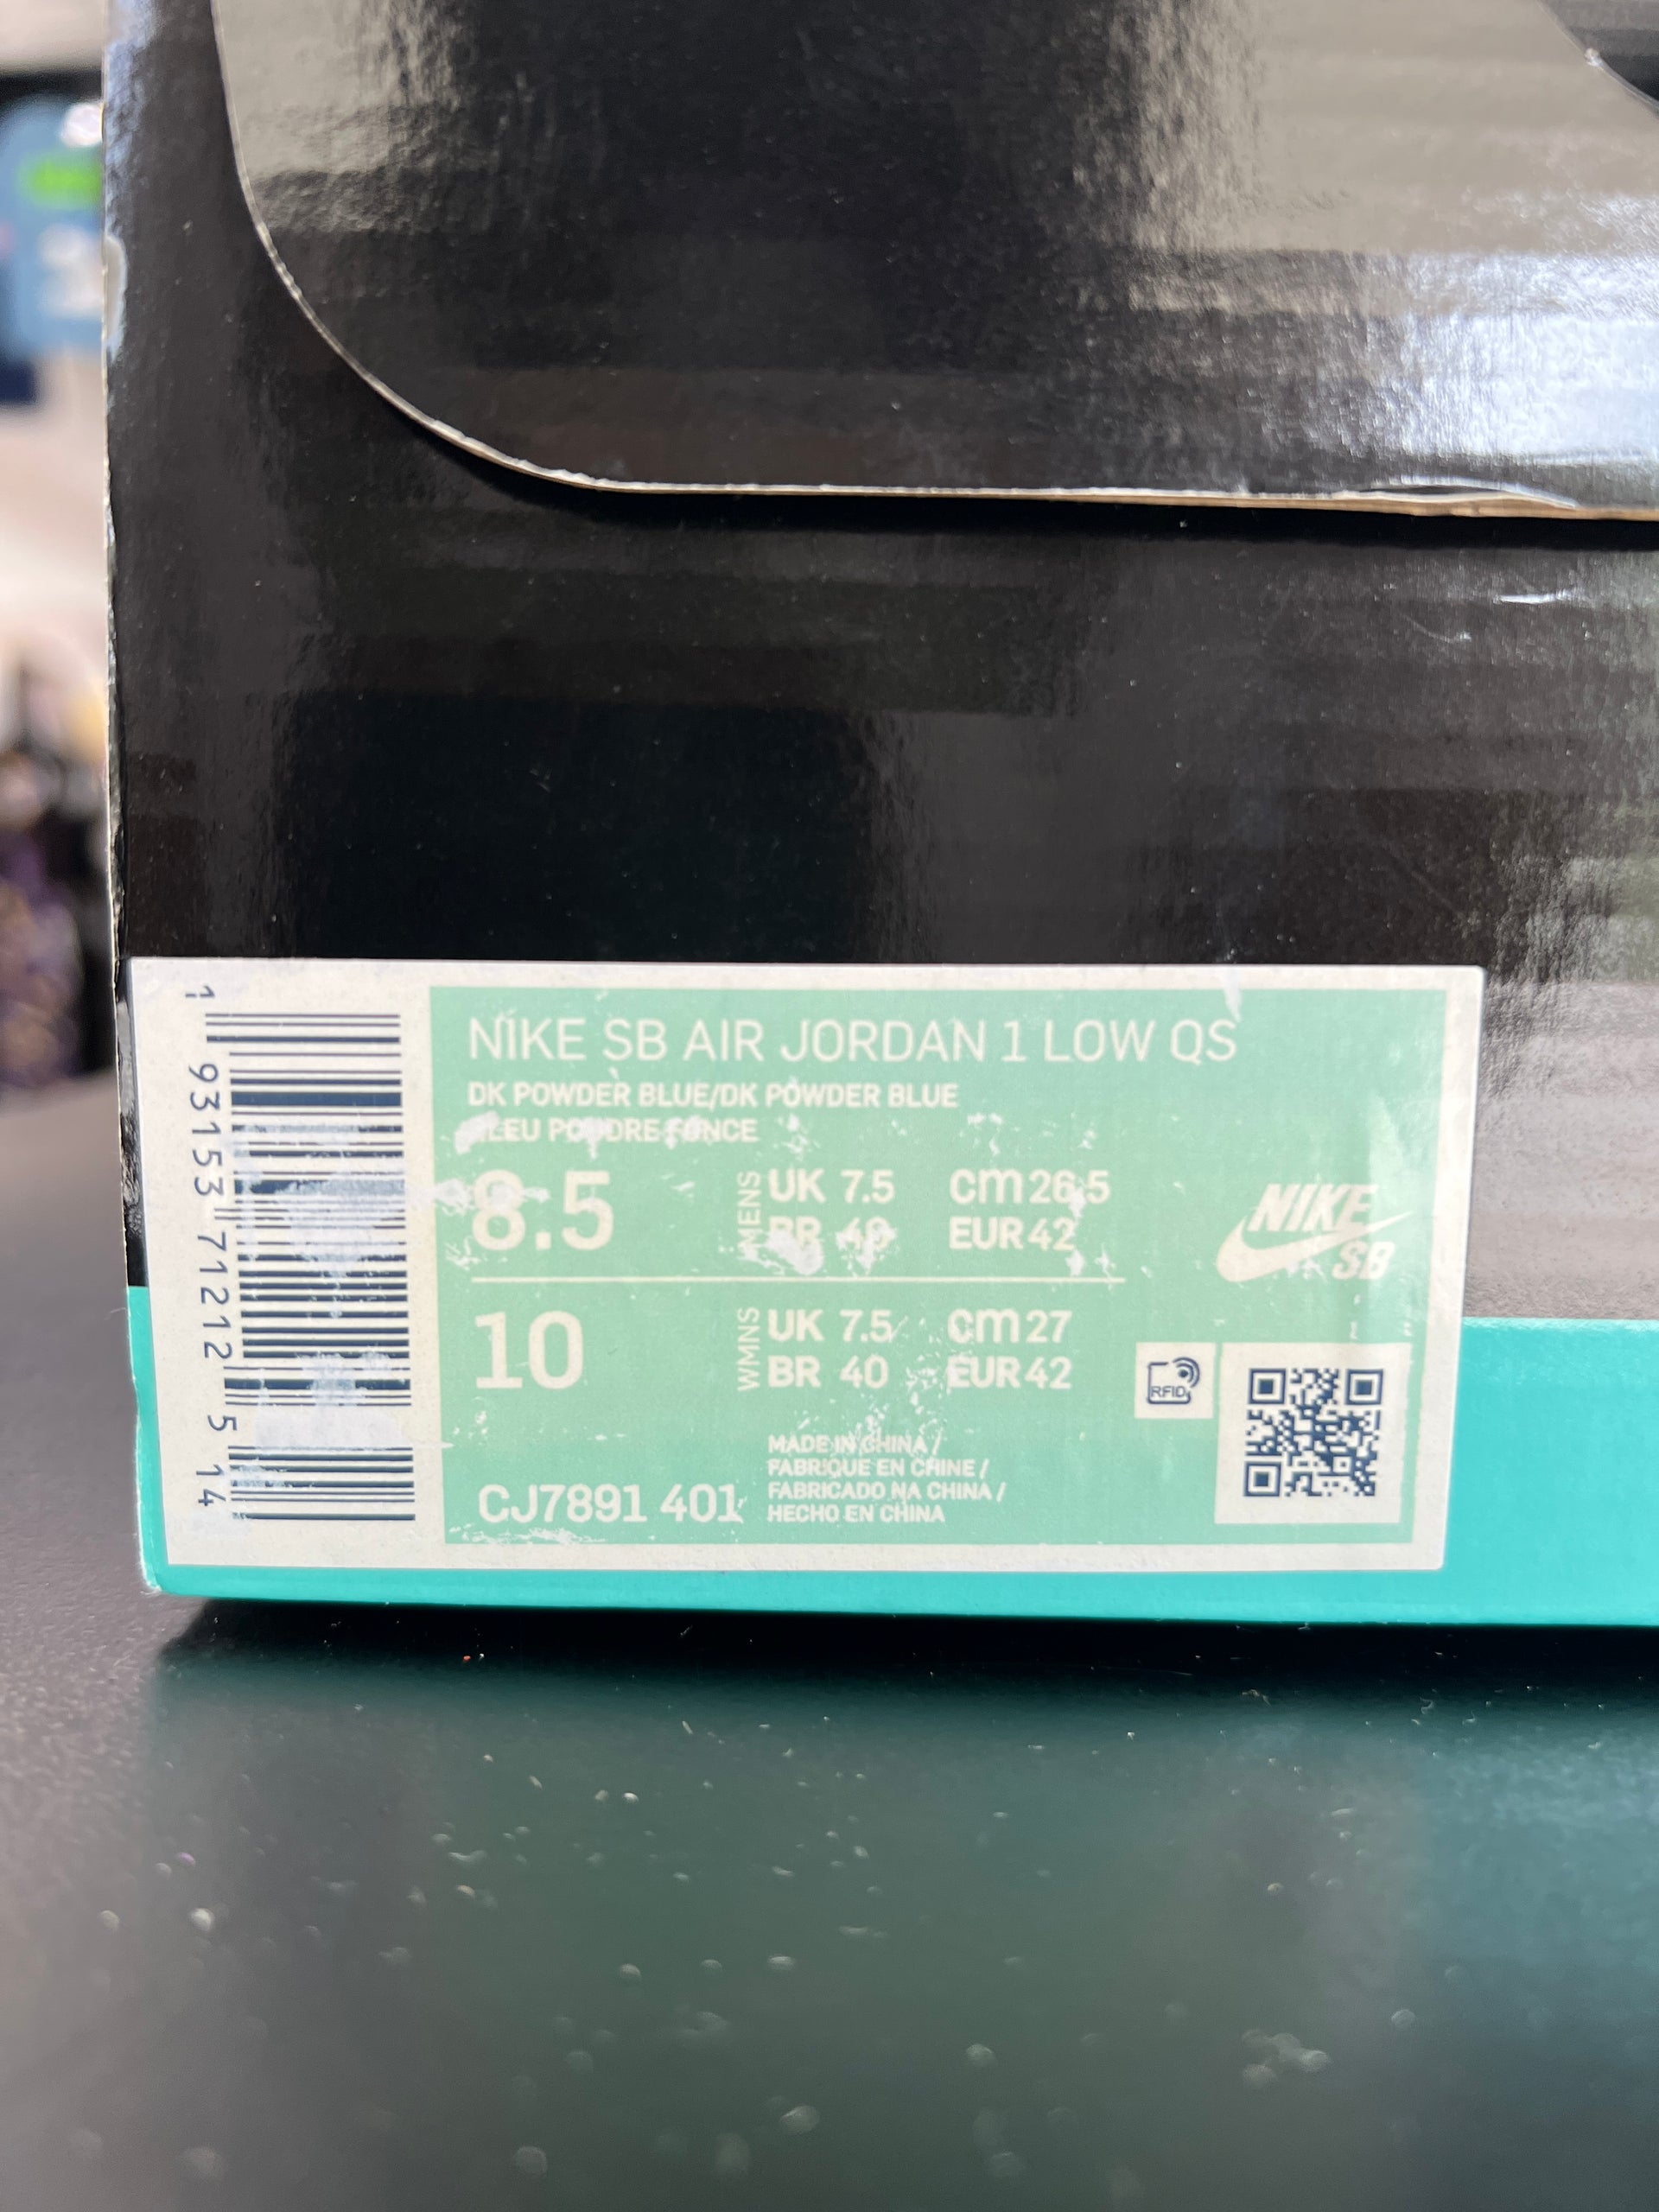 NIKE SB AIR JORDAN 1 LOW QS
DK POWDER BLUE/DK POWDER BLUE
BLEU POUDRE FONCE
8.5 MENS UK 7.5 cm 26.5
BR 40 EUR 42
10 WMNS UK 7.5 cm 27
BR 40 EUR 42
CJ7891 401
MADE IN CHINA /
FABRIQUE EN CHINE /
FABRICADO NA CHINA /
HECHO EN CHINA
NIKE
SB
RFID
1 93153 71212 5 14